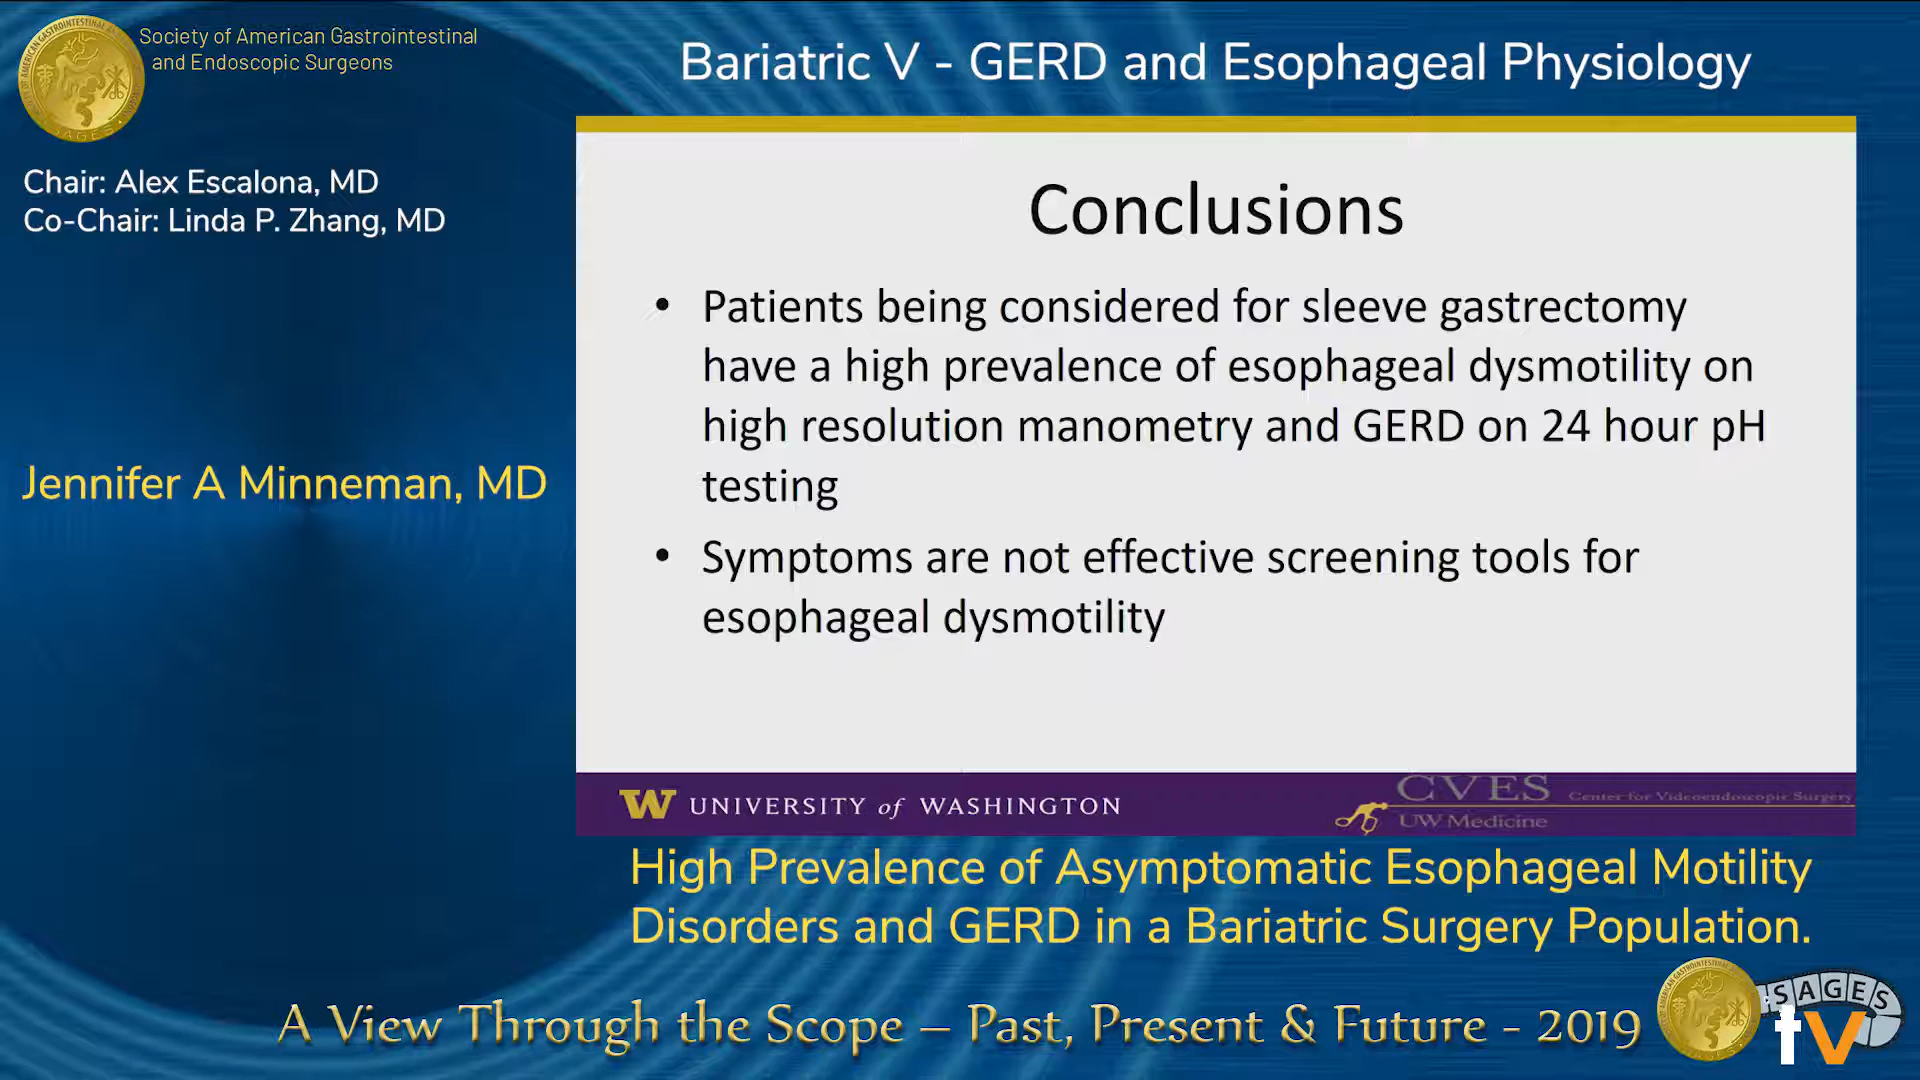 Society of American Gastrointestinal
and Endoscopic Surgeons
Bariatric V - GERD and Esophageal Physiology
Chair: Alex Escalona, MD
Co-Chair: Linda P. Zhang, MD
Jennifer A Minneman, MD
Conclusions
• Patients being considered for sleeve gastrectomy
have a high prevalence of esophageal dysmotility on
high resolution manometry and GERD on 24 hour pH
testing
• Symptoms are not effective screening tools for
esophageal dysmotility
W UNIVERSITY of WASHINGTON
CVES Center for Videoendoscopic Surgery
UW Medicine
High Prevalence of Asymptomatic Esophageal Motility
Disorders and GERD in a Bariatric Surgery Population.
A View Through the Scope – Past, Present & Future - 2019
SAGES
tV